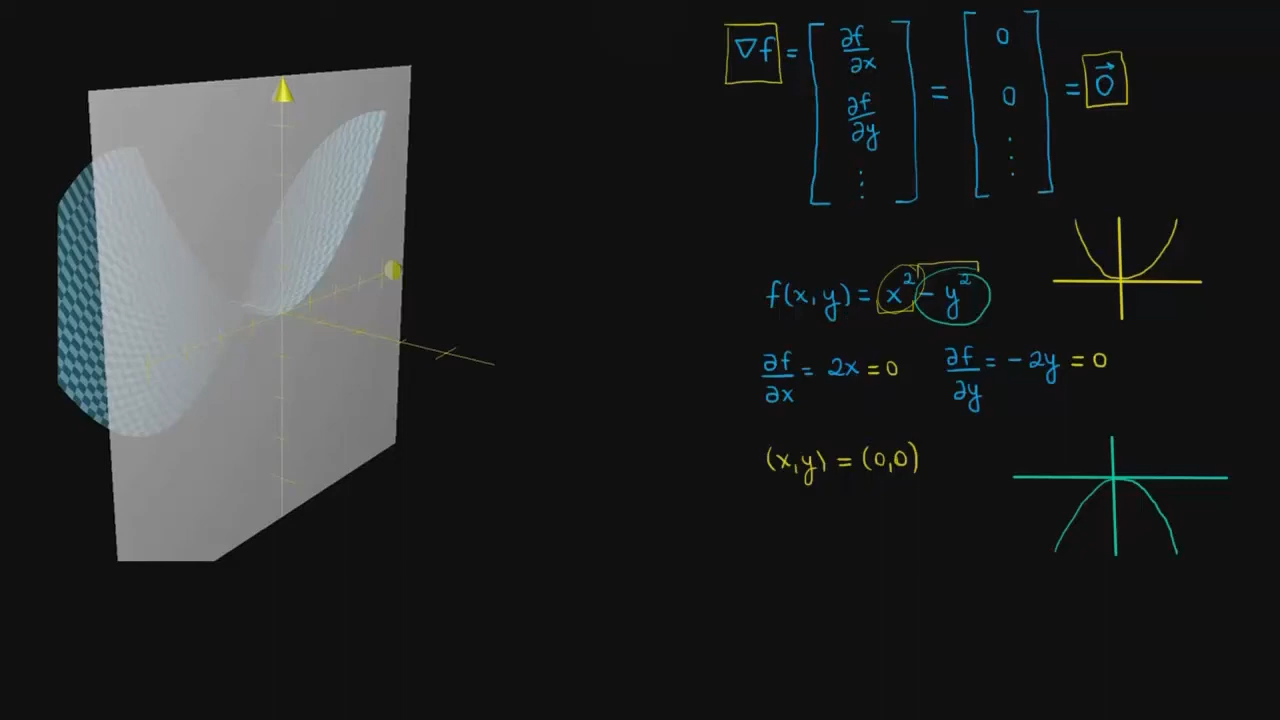 ∇f = [ ∂f/∂x ∂f/∂y ⋮ ] = [ 0 0 ⋮ ] = 0⃗
f(x, y) = x² - y²
∂f/∂x = 2x = 0 ∂f/∂y = -2y = 0
(x, y) = (0,0)